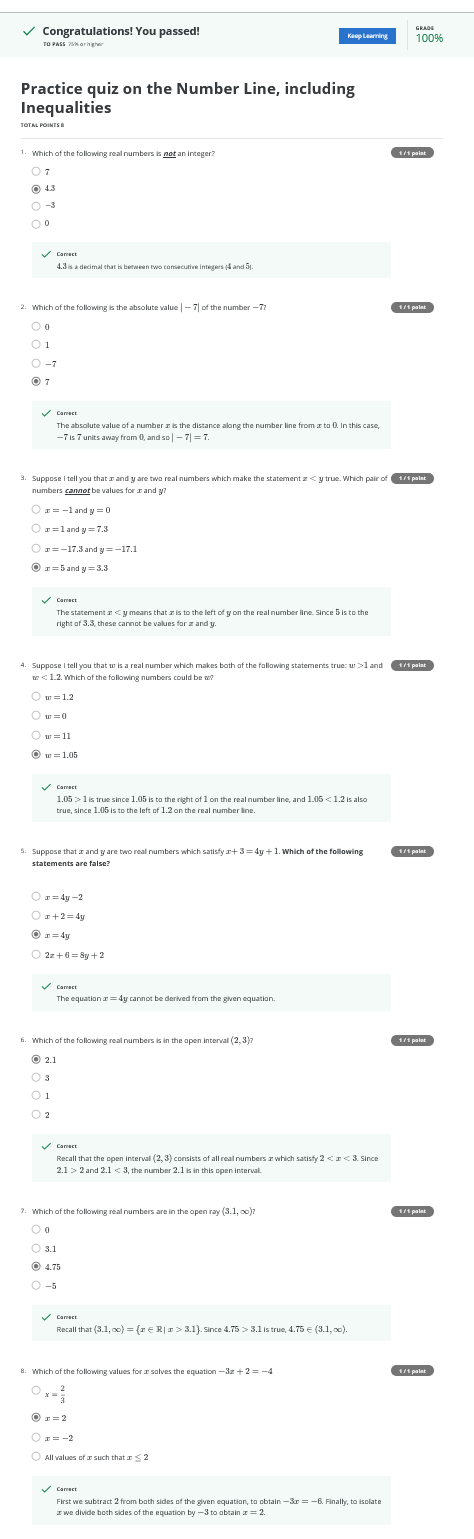 Congratulations! You passed!
TO PASS 75% or higher
Keep Learning
GRADE
100%
Practice quiz on the Number Line, including
Inequalities
TOTAL POINTS 8
1. Which of the following real numbers is not an integer?
1 / 1 point
7
4.3
−3
0
Correct
4.3 is a decimal that is between two consecutive integers (4 and 5).
2. Which of the following is the absolute value | − 7| of the number −7?
1 / 1 point
0
1
−7
7
Correct
The absolute value of a number x is the distance along the number line from x to 0. In this case,
−7 is 7 units away from 0, and so | − 7| = 7.
3. Suppose I tell you that x and y are two real numbers which make the statement x < y true. Which pair of
1 / 1 point
numbers cannot be values for x and y?
x = −1 and y = 0
x = 1 and y = 7.3
x = −17.3 and y = −17.1
x = 5 and y = 3.3
Correct
The statement x < y means that x is to the left of y on the real number line. Since 5 is to the
right of 3.3, these cannot be values for x and y.
4. Suppose I tell you that w is a real number which makes both of the following statements true: w >1 and
1 / 1 point
w < 1.2. Which of the following numbers could be w?
w = 1.2
w = 0
w = 11
w = 1.05
Correct
1.05 > 1 is true since 1.05 is to the right of 1 on the real number line, and 1.05 < 1.2 is also
true, since 1.05 is to the left of 1.2 on the real number line.
5. Suppose that x and y are two real numbers which satisfy x+ 3 = 4y + 1. Which of the following
1 / 1 point
statements are false?
x = 4y −2
x + 2 = 4y
x = 4y
2x + 6 = 8y + 2
Correct
The equation x = 4y cannot be derived from the given equation.
6. Which of the following real numbers is in the open interval (2, 3)?
1 / 1 point
2.1
3
1
2
Correct
Recall that the open interval (2, 3) consists of all real numbers x which satisfy 2 < x < 3. Since
2.1 > 2 and 2.1 < 3, the number 2.1 is in this open interval.
7. Which of the following real numbers are in the open ray (3.1, ∞)?
1 / 1 point
0
3.1
4.75
−5
Correct
Recall that (3.1, ∞) = {x ∈ ℝ | x > 3.1}. Since 4.75 > 3.1 is true, 4.75 ∈ (3.1, ∞).
8. Which of the following values for x solves the equation −3x + 2 = −4
1 / 1 point
x = 2/3
x = 2
x = −2
All values of x such that x ≤ 2
Correct
First we subtract 2 from both sides of the given equation, to obtain −3x = −6. Finally, to isolate
x we divide both sides of the equation by −3 to obtain x = 2.